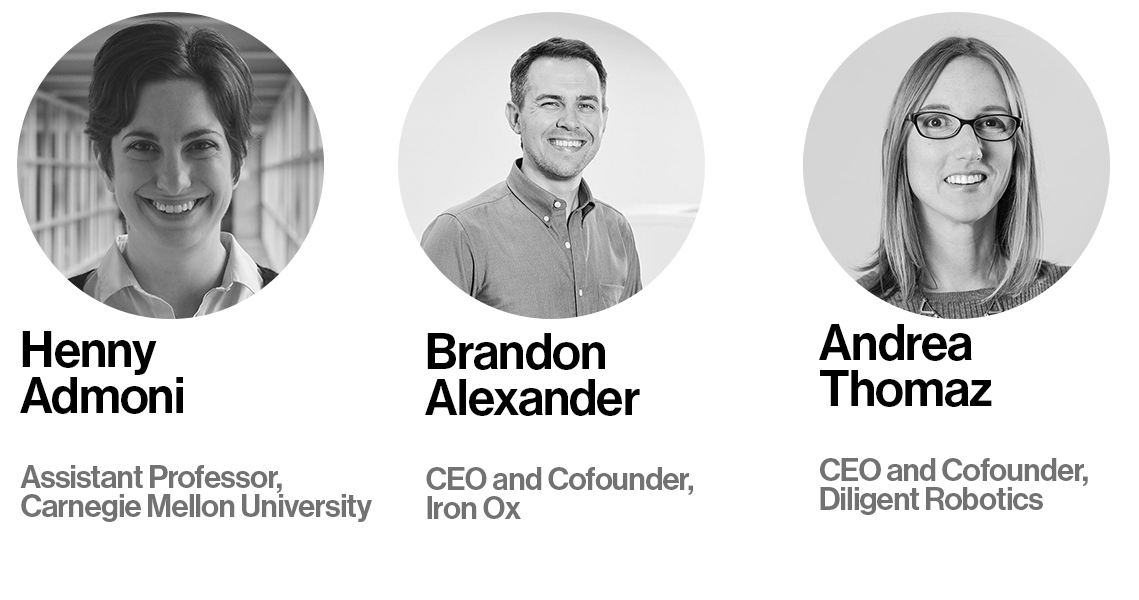 Henny
Admoni
Assistant Professor,
Carnegie Mellon University
Brandon
Alexander
CEO and Cofounder,
Iron Ox
Andrea
Thomaz
CEO and Cofounder,
Diligent Robotics